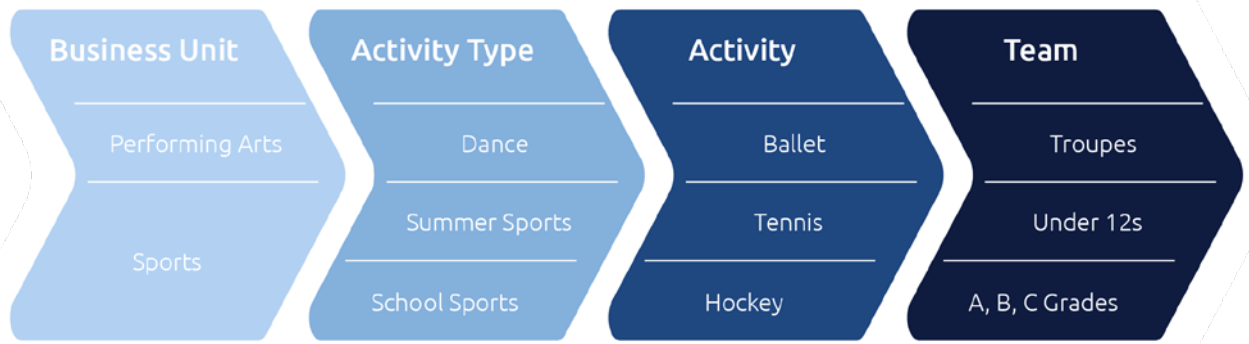 Business Unit
Activity Type
Activity
Team
Performing Arts
Dance
Ballet
Troupes
Sports
Summer Sports
Tennis
Under 12s
School Sports
Hockey
A, B, C Grades